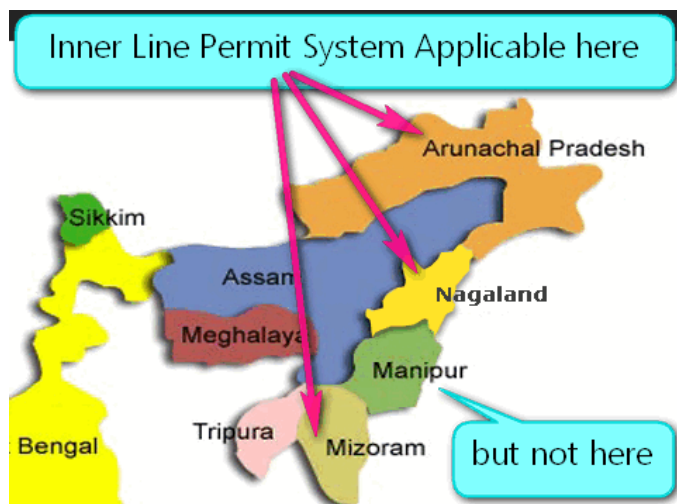 Inner Line Permit System Applicable here
Arunachal Pradesh
Sikkim
Assam
Nagaland
Meghalaya
Manipur
Tripura
Mizoram
t Bengal
but not here